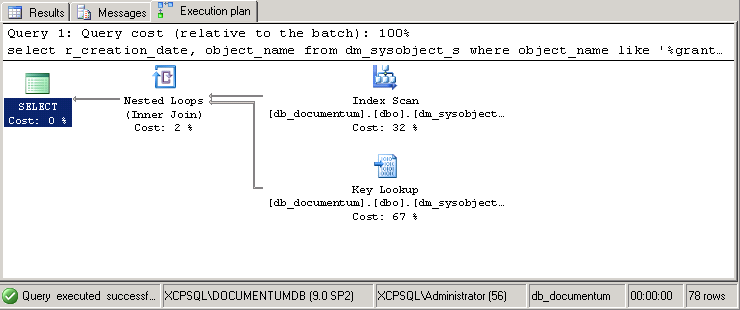 Results Messages Execution plan
Query 1: Query cost (relative to the batch): 100%
select r_creation_date, object_name from dm_sysobject_s where object_name like '%grant…
SELECT
Cost: 0 %
Nested Loops
(Inner Join)
Cost: 2 %
Index Scan
[db_documentum].[dbo].[dm_sysobject…
Cost: 32 %
Key Lookup
[db_documentum].[dbo].[dm_sysobject…
Cost: 67 %
Query executed successf… XCPSQL\DOCUMENTUMDB (9.0 SP2) XCPSQL\Administrator (56) db_documentum 00:00:00 78 rows